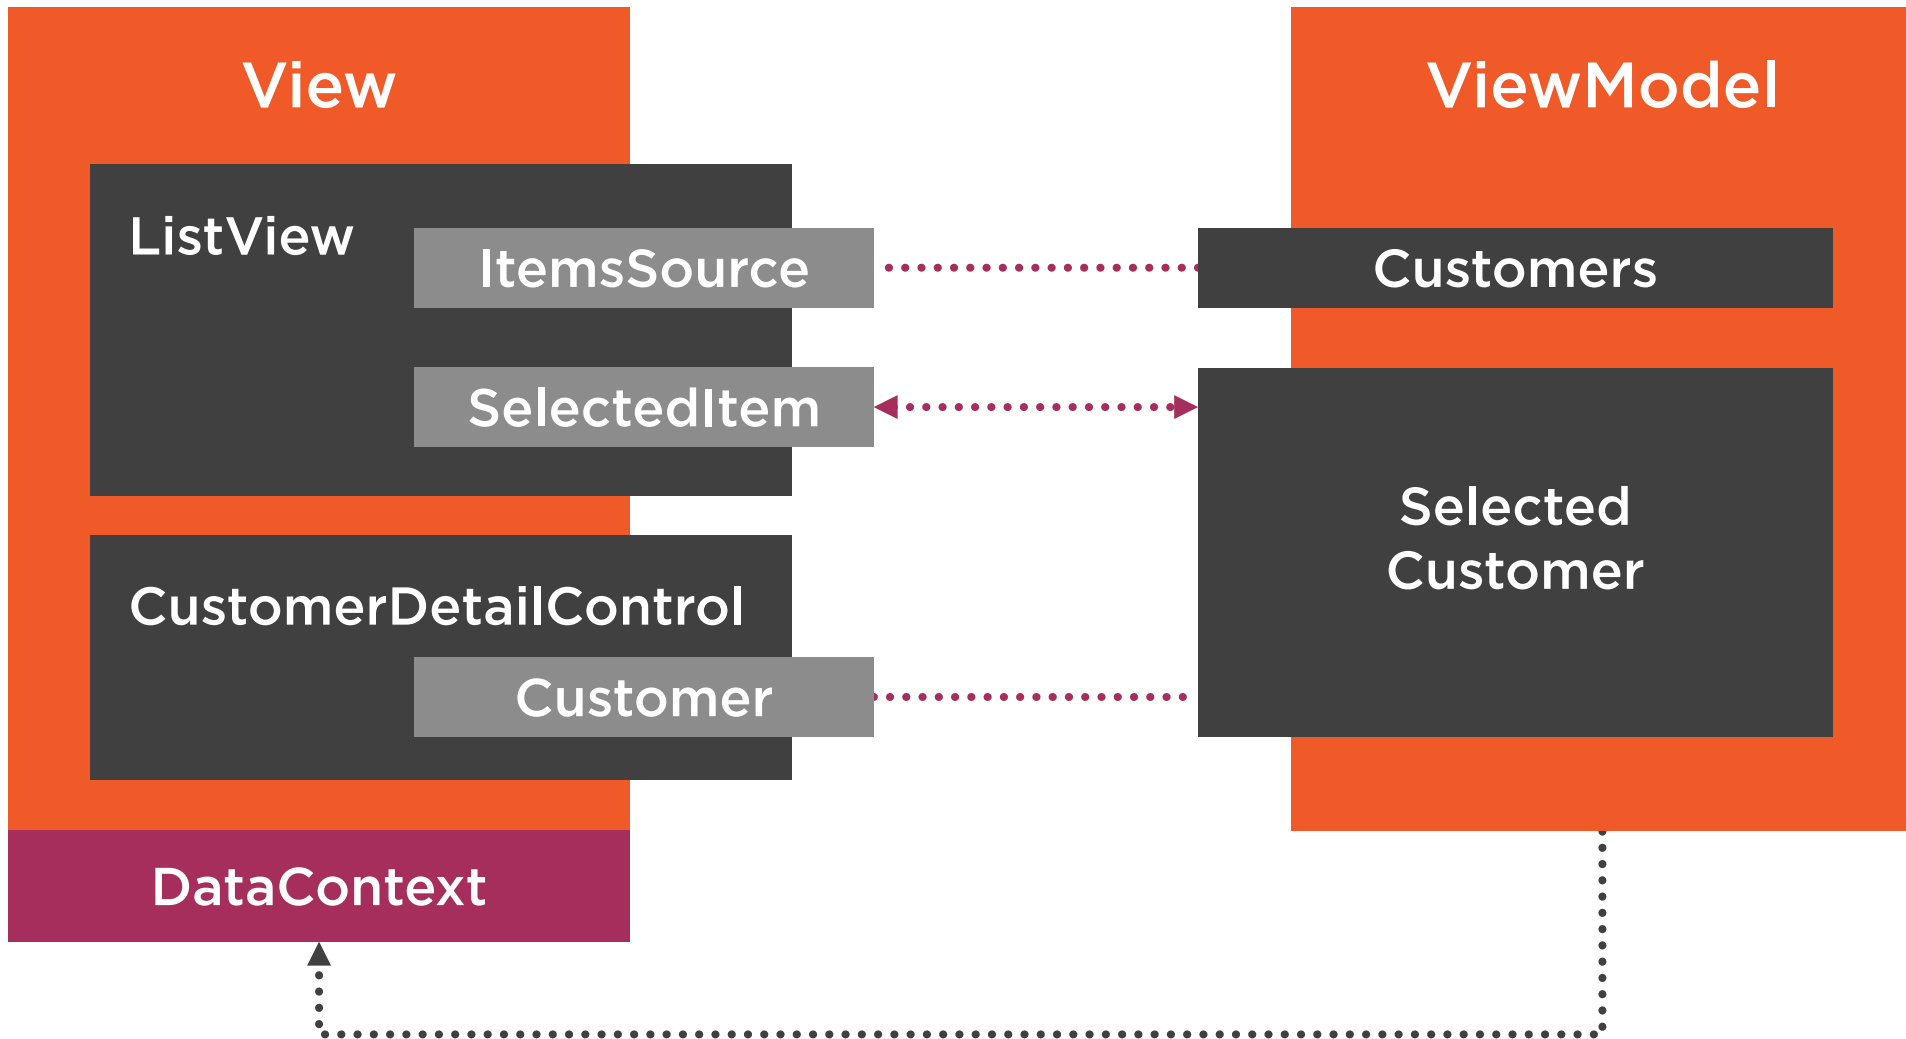 View
ViewModel
ListView
ItemsSource
Customers
SelectedItem
Selected
Customer
CustomerDetailControl
Customer
DataContext